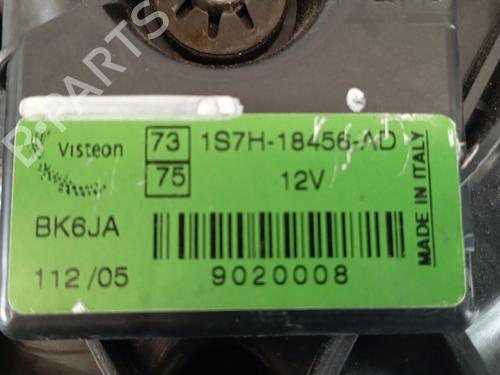 Visteon
73 1S7H-18456-AD
75 12V
MADE IN ITALY
BK6JA
112/05
9020008
B-PARTS